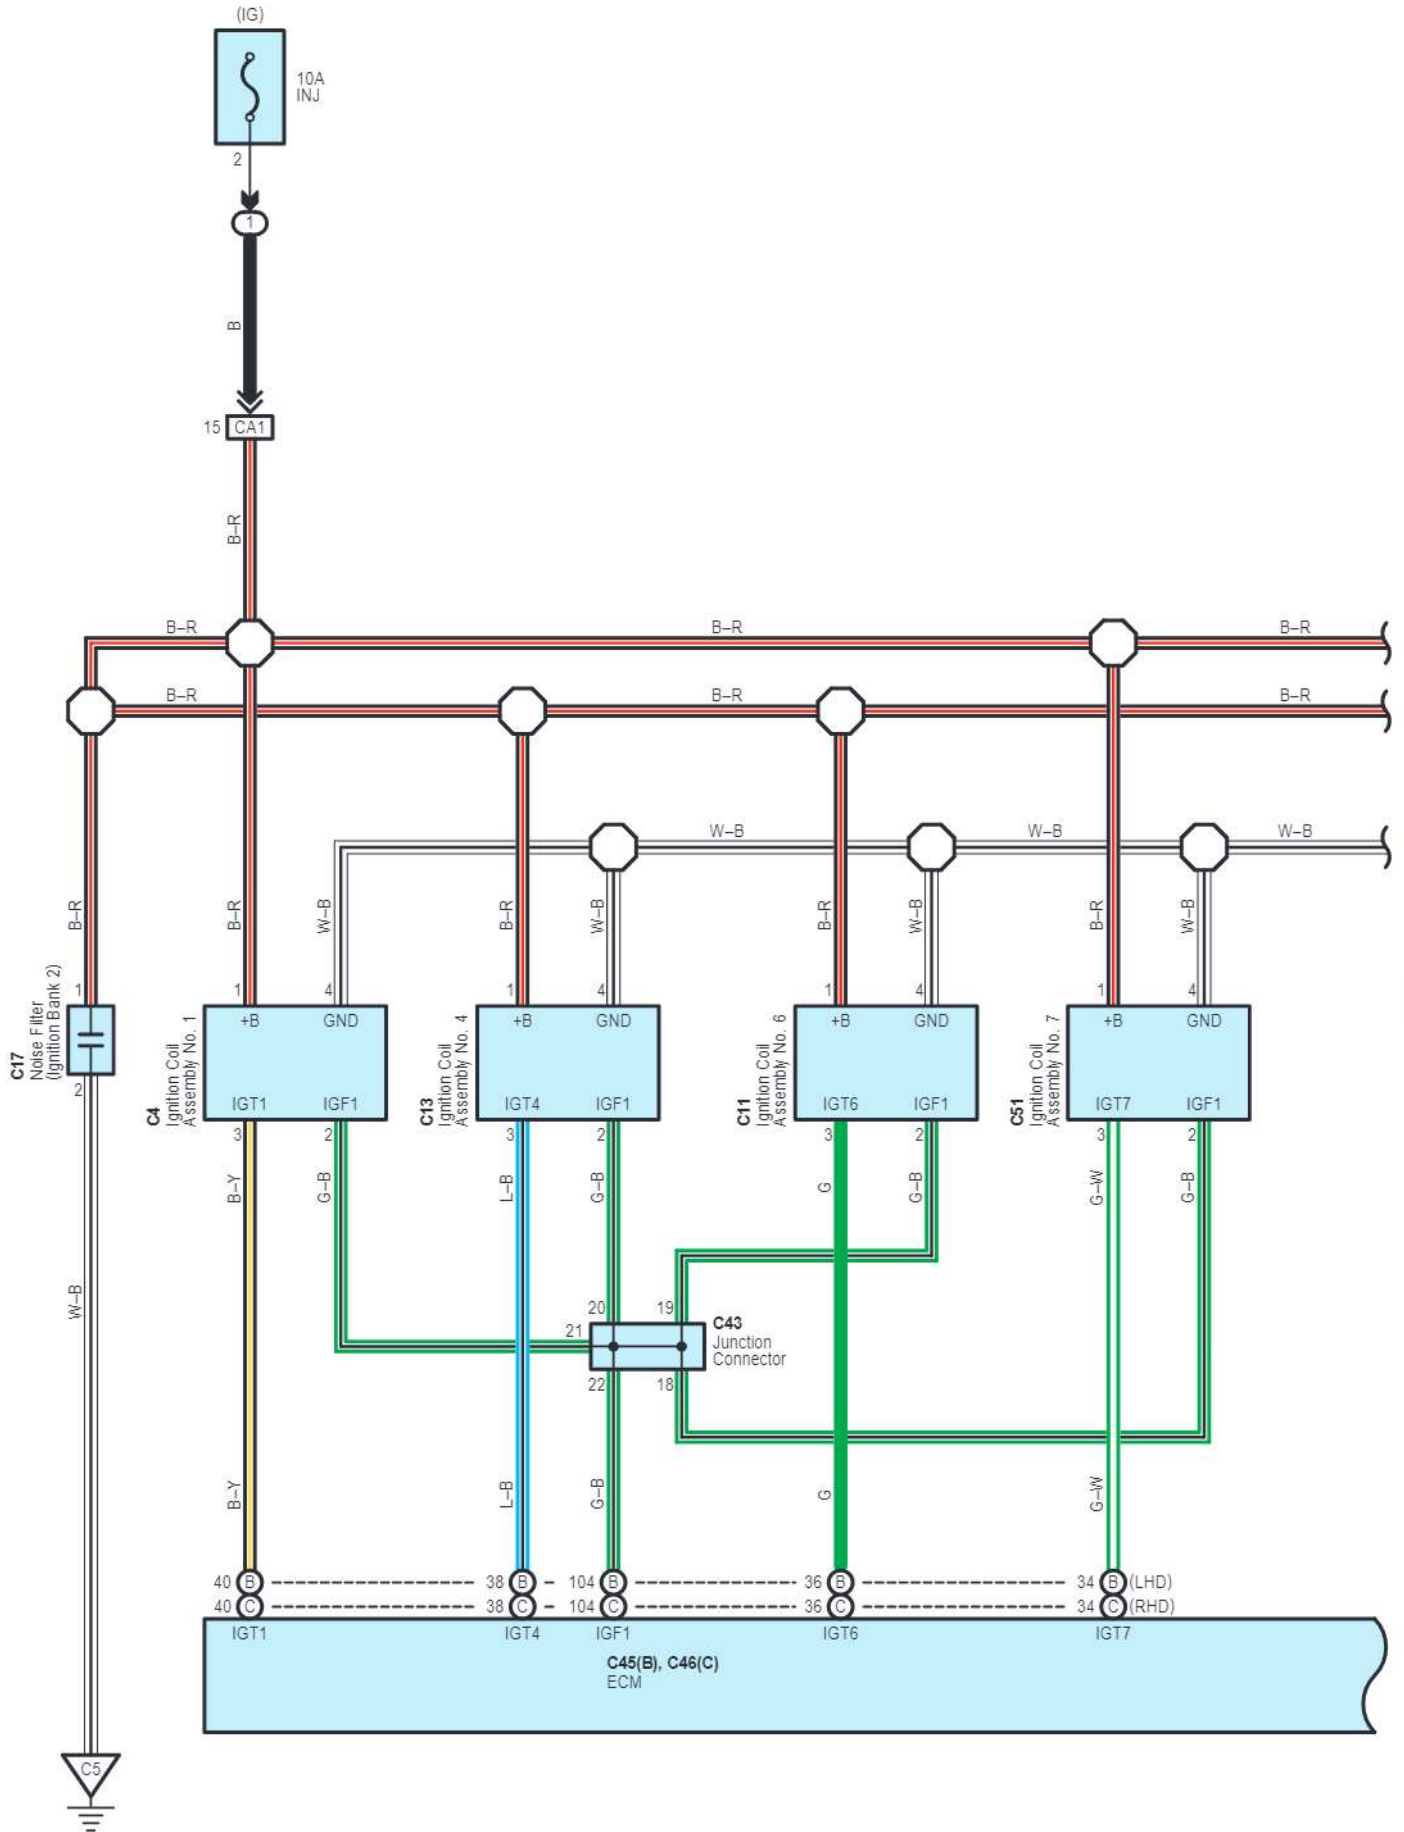 (IG)
10A
INJ
2
1
B
15 CA1
B–R
B–R B–R B–R
B–R B–R B–R
W–B W–B W–B
B–R B–R W–B B–R W–B B–R W–B B–R W–B
1 1 4 1 4 1 4 1 4
C17
Noise Filter
(Ignition Bank 2)
2
C4
Ignition Coil
Assembly No. 1
+B GND
IGT1 IGF1
C13
Ignition Coil
Assembly No. 4
+B GND
IGT4 IGF1
C11
Ignition Coil
Assembly No. 6
+B GND
IGT6 IGF1
C51
Ignition Coil
Assembly No. 7
+B GND
IGT7 IGF1
3 2 3 2 3 2 3 2
B–Y G–B L–B G–B G G–B G–W G–B
W–B
20 19
21
C43
Junction
Connector
22 18
B–Y L–B G–B G G–W
40 B 38 B 104 B 36 B 34 B (LHD)
40 C 38 C 104 C 36 C 34 C (RHD)
IGT1 IGT4 IGF1 IGT6 IGT7
C45(B), C46(C)
ECM
C5